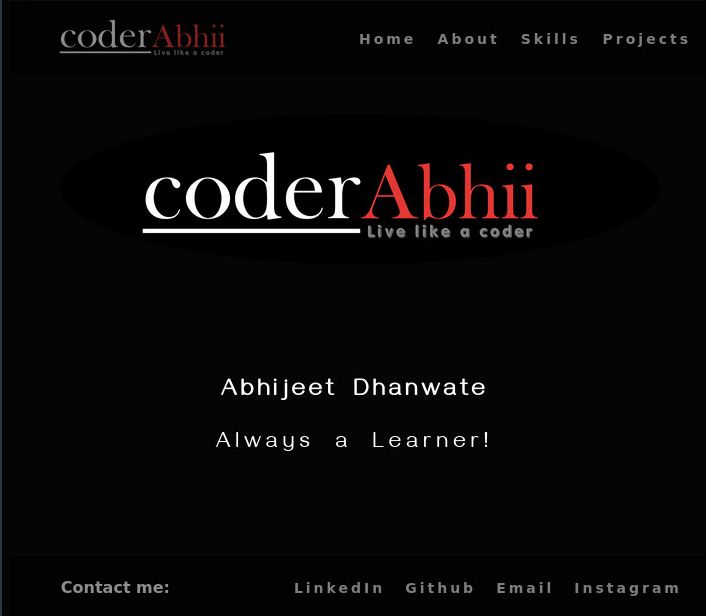 coderAbhii Home About Skills Projects
Live like a coder
coderAbhii
Live like a coder
Abhijeet Dhanwate
Always a Learner!
Contact me: LinkedIn Github Email Instagram